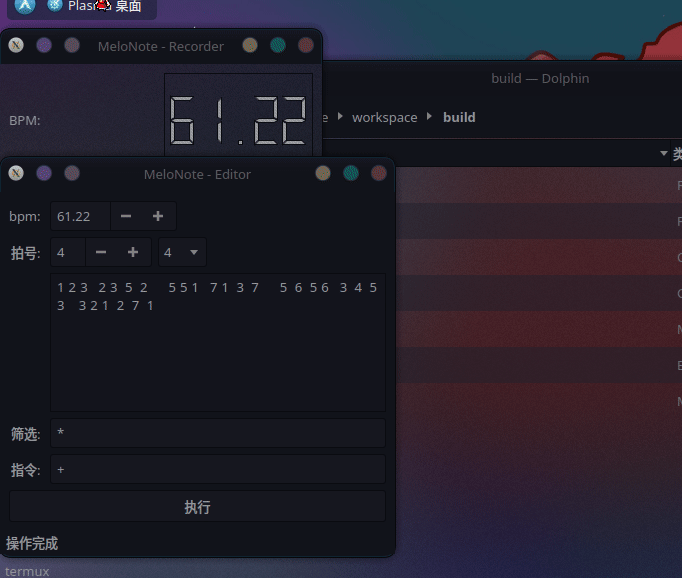 Plas 桌面
MeloNote - Recorder
build — Dolphin
BPM:
61.22
e workspace build
类
MeloNote - Editor
bpm: 61.22 − +
拍号: 4 − + 4
1 2 3 2 3 5 2 5 5 1 7 1 3 7 5 6 5 6 3 4 5
3 3 2 1 2 7 1
筛选: *
指令: +
执行
操作完成
termux